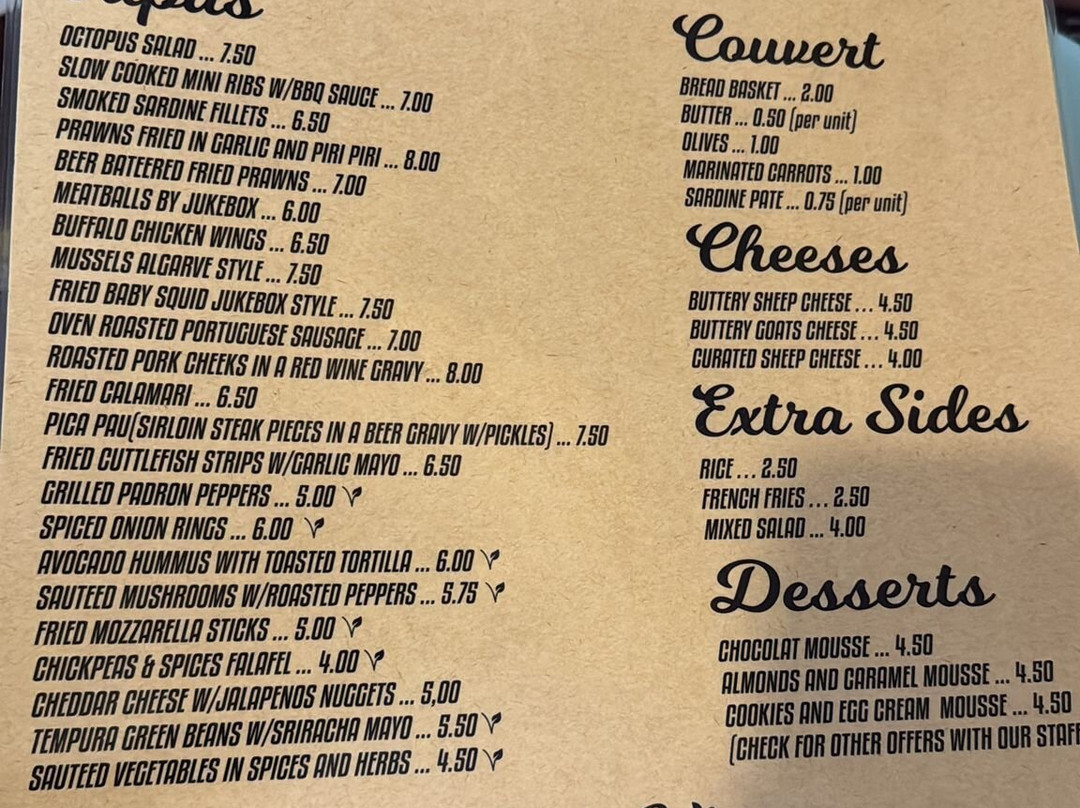 OCTOPUS SALAD ... 7.50
SLOW COOKED MINI RIBS W/BBQ SAUCE ... 7.00
SMOKED SARDINE FILLETS ... 6.50
PRAWNS FRIED IN GARLIC AND PIRI PIRI ... 8.00
BEER BATEERED FRIED PRAWNS ... 7.00
MEATBALLS BY JUKEBOX ... 6.00
BUFFALO CHICKEN WINGS ... 6.50
MUSSELS ALGARVE STYLE ... 7.50
FRIED BABY SQUID JUKEBOX STYLE ... 7.50
OVEN ROASTED PORTUGUESE SAUSAGE ... 7.00
ROASTED PORK CHEEKS IN A RED WINE GRAVY ... 8.00
FRIED CALAMARI ... 6.50
PICA PAU(SIRLOIN STEAK PIECES IN A BEER GRAVY W/PICKLES) ... 7.50
FRIED CUTTLEFISH STRIPS W/GARLIC MAYO ... 6.50
GRILLED PADRON PEPPERS ... 5.00
SPICED ONION RINGS ... 6.00
AVOCADO HUMMUS WITH TOASTED TORTILLA ... 6.00
SAUTEED MUSHROOMS W/ROASTED PEPPERS ... 5.75
FRIED MOZZARELLA STICKS ... 5.00
CHICKPEAS & SPICES FALAFEL ... 4.00
CHEDDAR CHEESE W/JALAPENOS NUGGETS ... 5,00
TEMPURA GREEN BEANS W/SRIRACHA MAYO ... 5.50
SAUTEED VEGETABLES IN SPICES AND HERBS ... 4.50
Couvert
BREAD BASKET ... 2.00
BUTTER ... 0.50 (per unit)
OLIVES ... 1.00
MARINATED CARROTS ... 1.00
SARDINE PATE ... 0.75 (per unit)
Cheeses
BUTTERY SHEEP CHEESE ... 4.50
BUTTERY GOATS CHEESE ... 4.50
CURATED SHEEP CHEESE ... 4.00
Extra Sides
RICE ... 2.50
FRENCH FRIES ... 2.50
MIXED SALAD ... 4.00
Desserts
CHOCOLAT MOUSSE ... 4.50
ALMONDS AND CARAMEL MOUSSE ... 4.50
COOKIES AND EGG CREAM MOUSSE ... 4.50
(CHECK FOR OTHER OFFERS WITH OUR STAFF